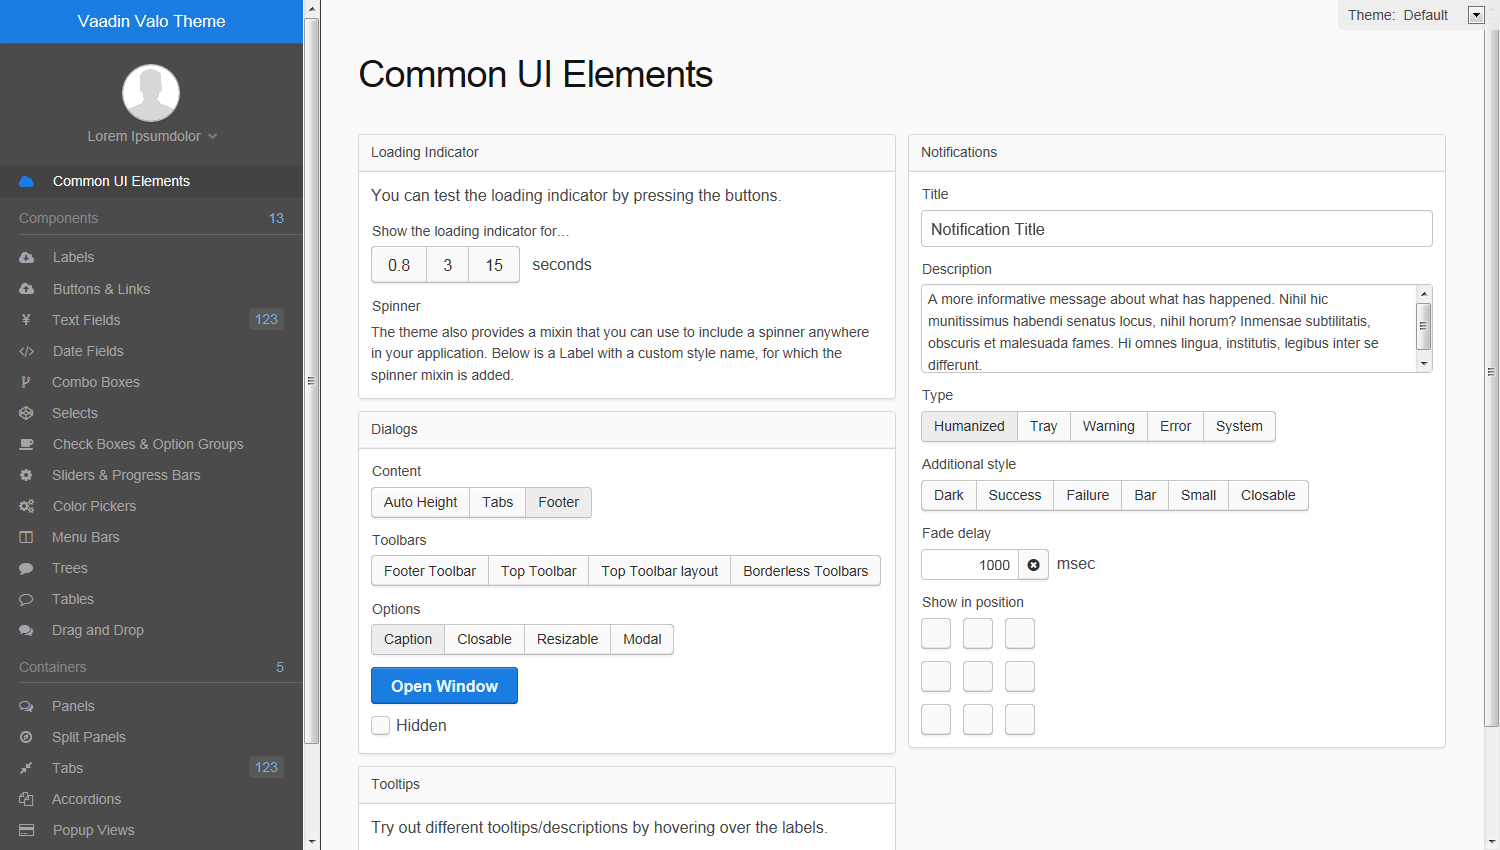 Vaadin Valo Theme
Lorem Ipsumdolor
Common UI Elements
Components 13
Labels
Buttons & Links
Text Fields 123
Date Fields
Combo Boxes
Selects
Check Boxes & Option Groups
Sliders & Progress Bars
Color Pickers
Menu Bars
Trees
Tables
Drag and Drop
Containers 5
Panels
Split Panels
Tabs 123
Accordions
Popup Views
Theme: Default
Common UI Elements
Loading Indicator
You can test the loading indicator by pressing the buttons.
Show the loading indicator for…
0.8 3 15 seconds
Spinner
The theme also provides a mixin that you can use to include a spinner anywhere
in your application. Below is a Label with a custom style name, for which the
spinner mixin is added.
Dialogs
Content
Auto Height Tabs Footer
Toolbars
Footer Toolbar Top Toolbar Top Toolbar layout Borderless Toolbars
Options
Caption Closable Resizable Modal
Open Window
Hidden
Tooltips
Try out different tooltips/descriptions by hovering over the labels.
Notifications
Title
Notification Title
Description
A more informative message about what has happened. Nihil hic
munitissimus habendi senatus locus, nihil horum? Inmensae subtilitatis,
obscuris et malesuada fames. Hi omnes lingua, institutis, legibus inter se
differunt.
Type
Humanized Tray Warning Error System
Additional style
Dark Success Failure Bar Small Closable
Fade delay
1000 msec
Show in position